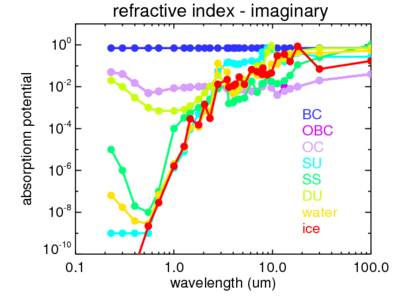 refractive index - imaginary
absorptionn potential
10^0
10^-2
10^-4
10^-6
10^-8
10^-10
BC
OBC
OC
SU
SS
DU
water
ice
0.1 1.0 10.0 100.0
wavelength (um)